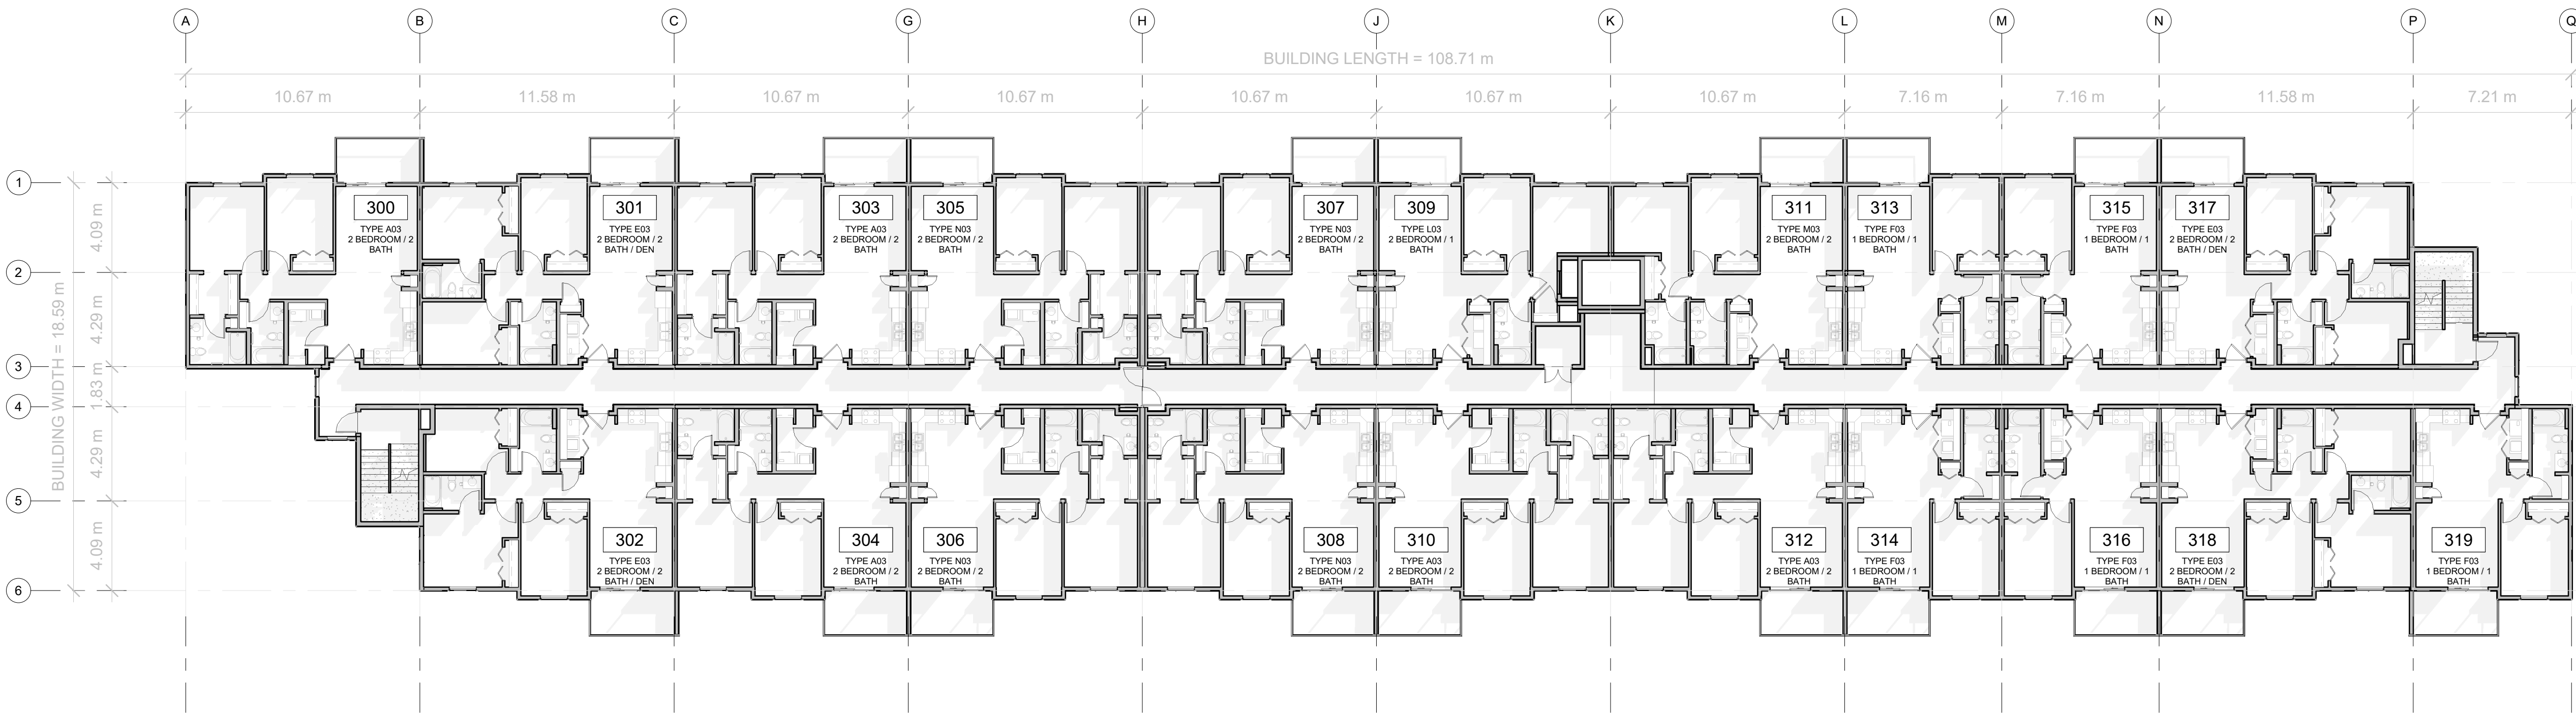 A B C G H J K L M N P Q
BUILDING LENGTH = 108.71 m
10.67 m 11.58 m 10.67 m 10.67 m 10.67 m 10.67 m 10.67 m 7.16 m 7.16 m 11.58 m 7.21 m
1
2
3
4
5
6
BUILDING WIDTH = 18.59 m
4.09 m
4.29 m
1.83 m
4.29 m
4.09 m
300
TYPE A03
2 BEDROOM / 2
BATH
301
TYPE E03
2 BEDROOM / 2
BATH / DEN
303
TYPE A03
2 BEDROOM / 2
BATH
305
TYPE N03
2 BEDROOM / 2
BATH
307
TYPE N03
2 BEDROOM / 2
BATH
309
TYPE L03
2 BEDROOM / 2
BATH
311
TYPE M03
2 BEDROOM / 2
BATH
313
TYPE F03
1 BEDROOM / 1
BATH
315
TYPE F03
1 BEDROOM / 1
BATH
317
TYPE E03
2 BEDROOM / 2
BATH / DEN
302
TYPE E03
2 BEDROOM / 2
BATH / DEN
304
TYPE A03
2 BEDROOM / 2
BATH
306
TYPE N03
2 BEDROOM / 2
BATH
308
TYPE N03
2 BEDROOM / 2
BATH
310
TYPE A03
2 BEDROOM / 2
BATH
312
TYPE A03
2 BEDROOM / 2
BATH
314
TYPE F03
1 BEDROOM / 1
BATH
316
TYPE F03
1 BEDROOM / 1
BATH
318
TYPE E03
2 BEDROOM / 2
BATH / DEN
319
TYPE F03
1 BEDROOM / 1
BATH